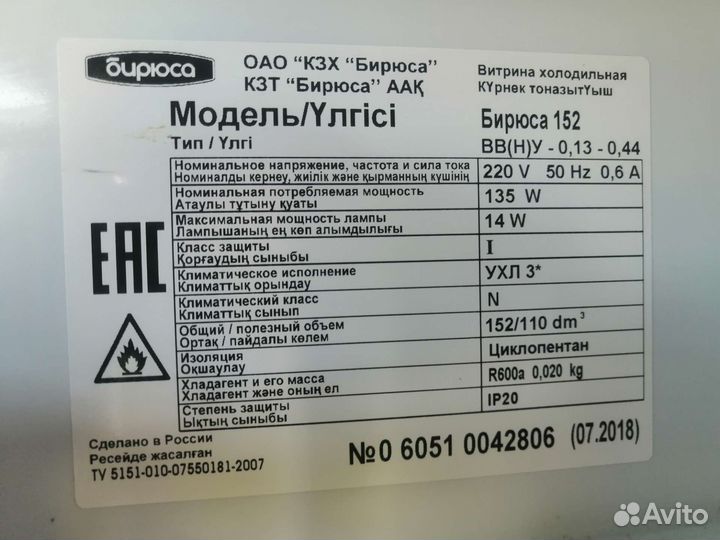 бирюса
ОАО “КЗХ “Бирюса”
КЗТ “Бирюса” ААҚ
Витрина холодильная
КҮрнек тоназытҮыш
Модель/Үлгісі
Бирюса 152
Тип / Үлгі
ВВ(Н)У - 0,13 - 0,44
Номинальное напряжение, частота и сила тока
Номиналды кернеу, жиілік және қырманның күшінің
220 V 50 Hz 0,6 A
Номинальная потребляемая мощность
Атаулы тұтыну қуаты
135 W
Максимальная мощность лампы
Лампышаның ең көп алымдылығы
14 W
Класс защиты
Қорғаудың сыныбы
I
Климатическое исполнение
Климаттық орындау
УХЛ 3*
Климатический класс
Климаттық сынып
N
Общий / полезный объем
Ортақ / пайдалы көлем
152/110 dm³
Изоляция
Оқшаулау
Циклопентан
Хладагент и его масса
Хладагент және оның ел
R600a 0,020 kg
Степень защиты
Ықтың сыныбы
IP20
EAC
Сделано в России
Ресейде жасалған
ТУ 5151-010-07550181-2007
№0 6051 0042806 (07.2018)
Avito